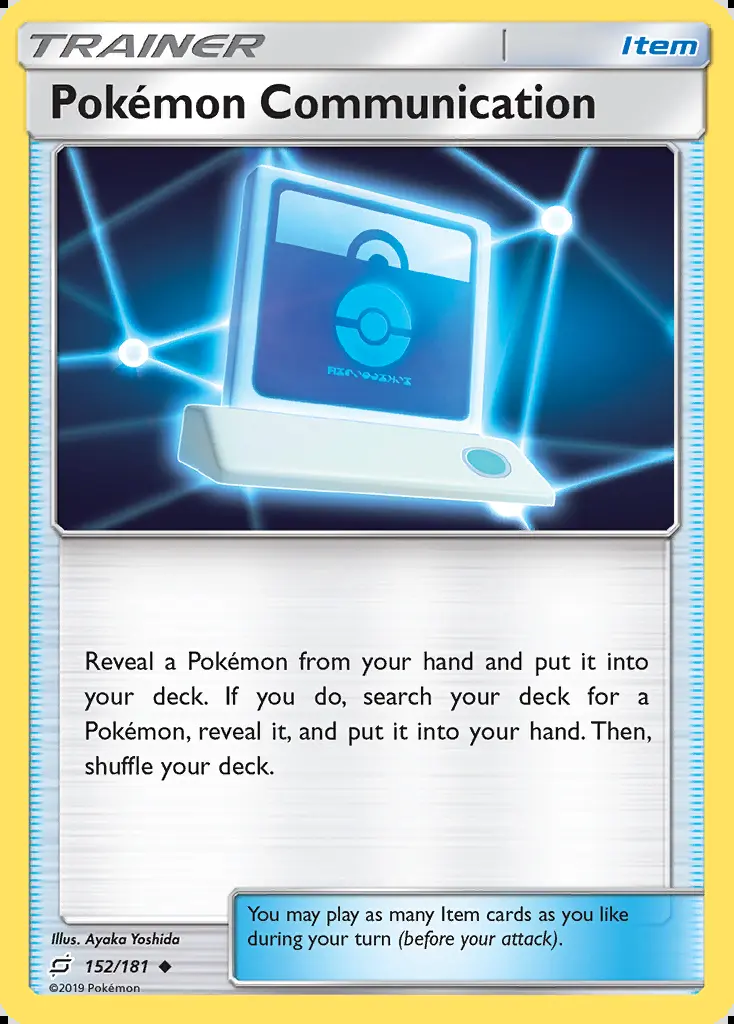 TRAINER
Item
Pokémon Communication
Reveal a Pokémon from your hand and put it into
your deck. If you do, search your deck for a
Pokémon, reveal it, and put it into your hand. Then,
shuffle your deck.
You may play as many Item cards as you like
during your turn (before your attack).
Illus. Ayaka Yoshida
152/181 ◆
©2019 Pokémon